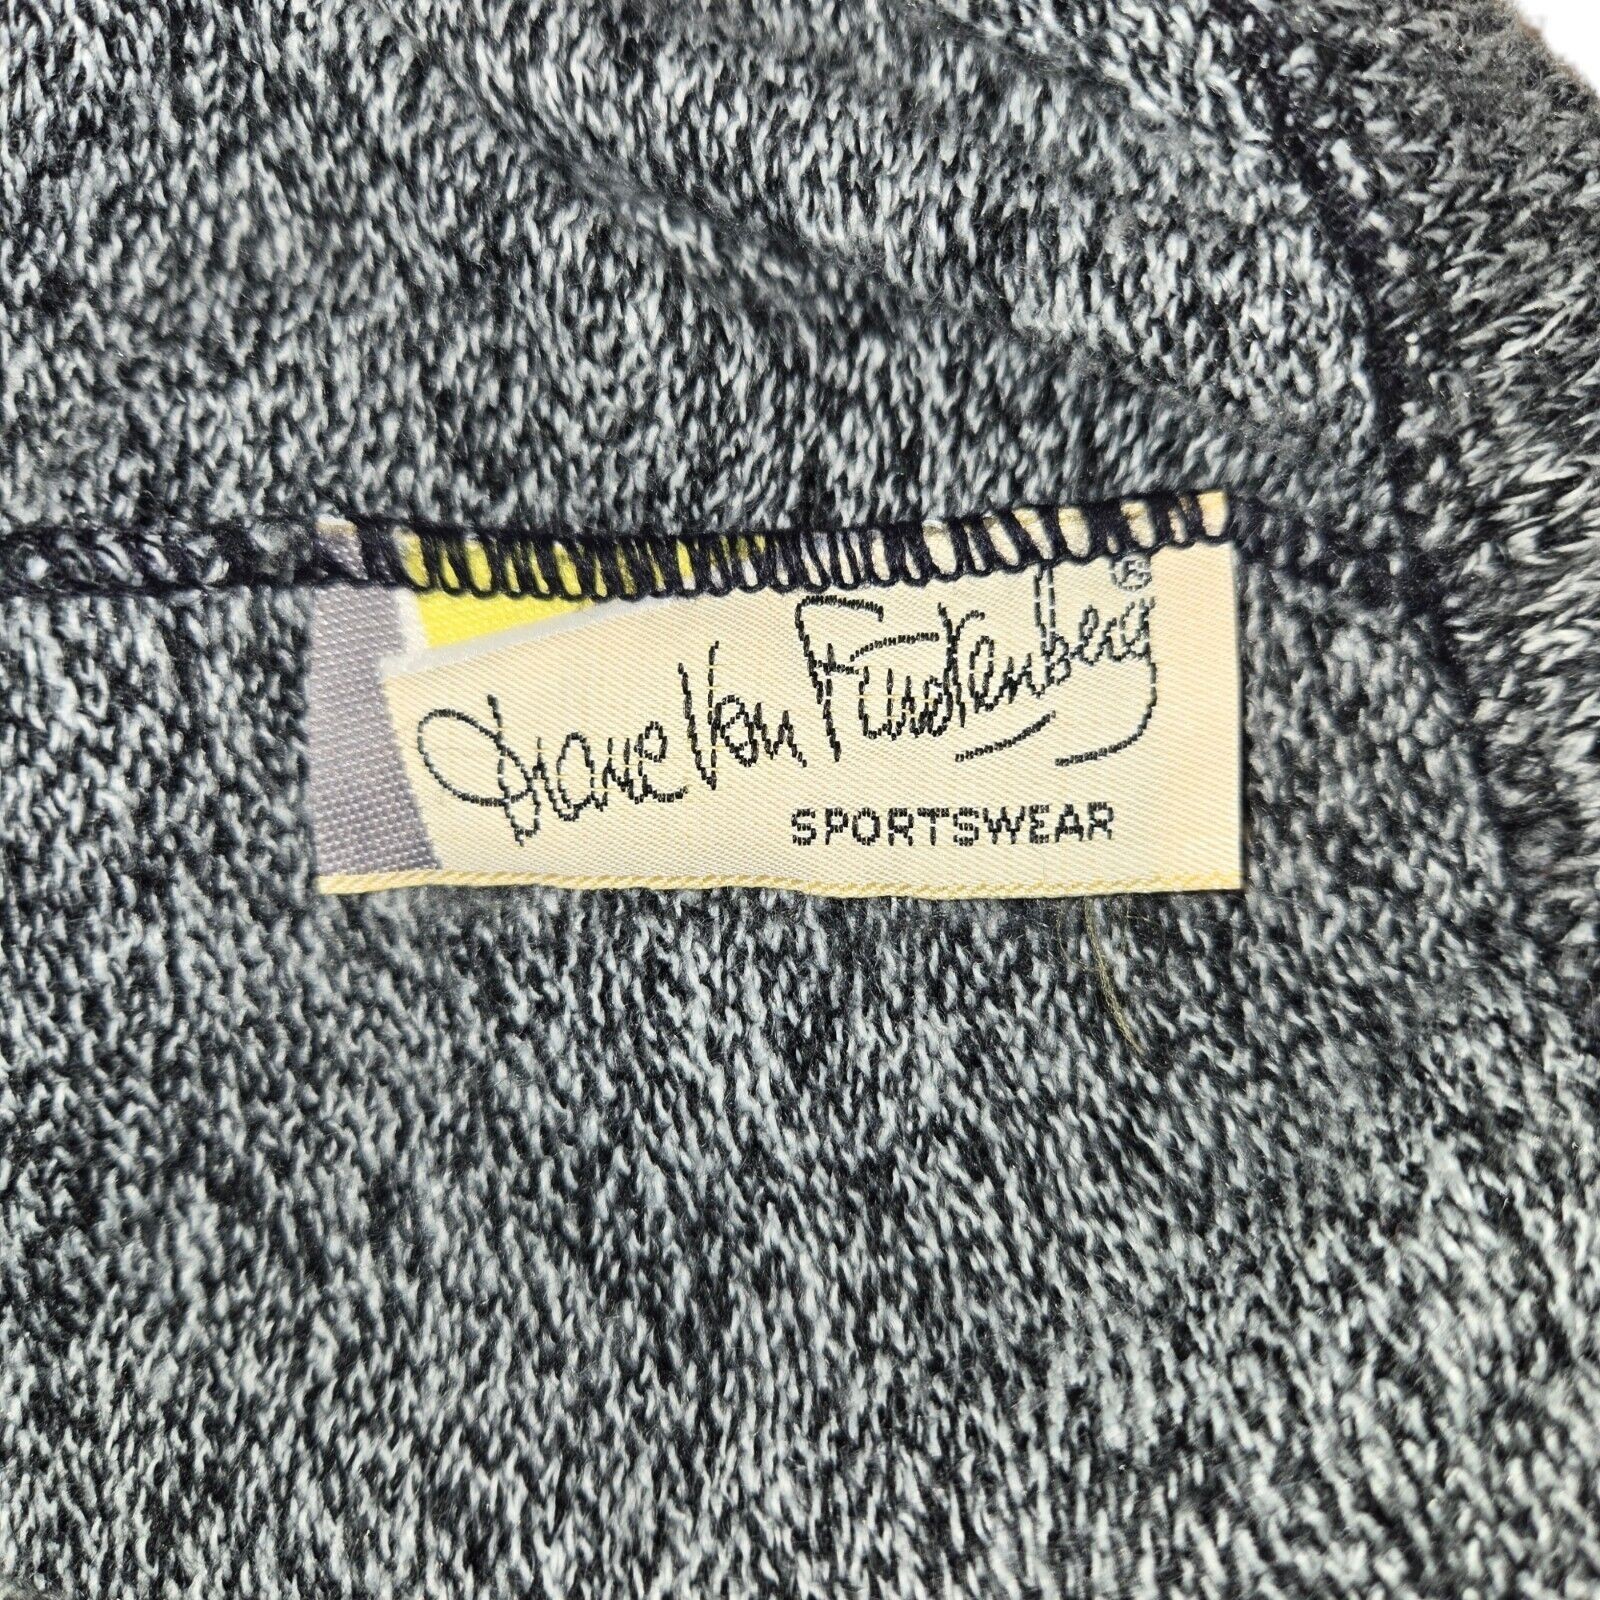 Diane Von Furstenberg ®
SPORTSWEAR